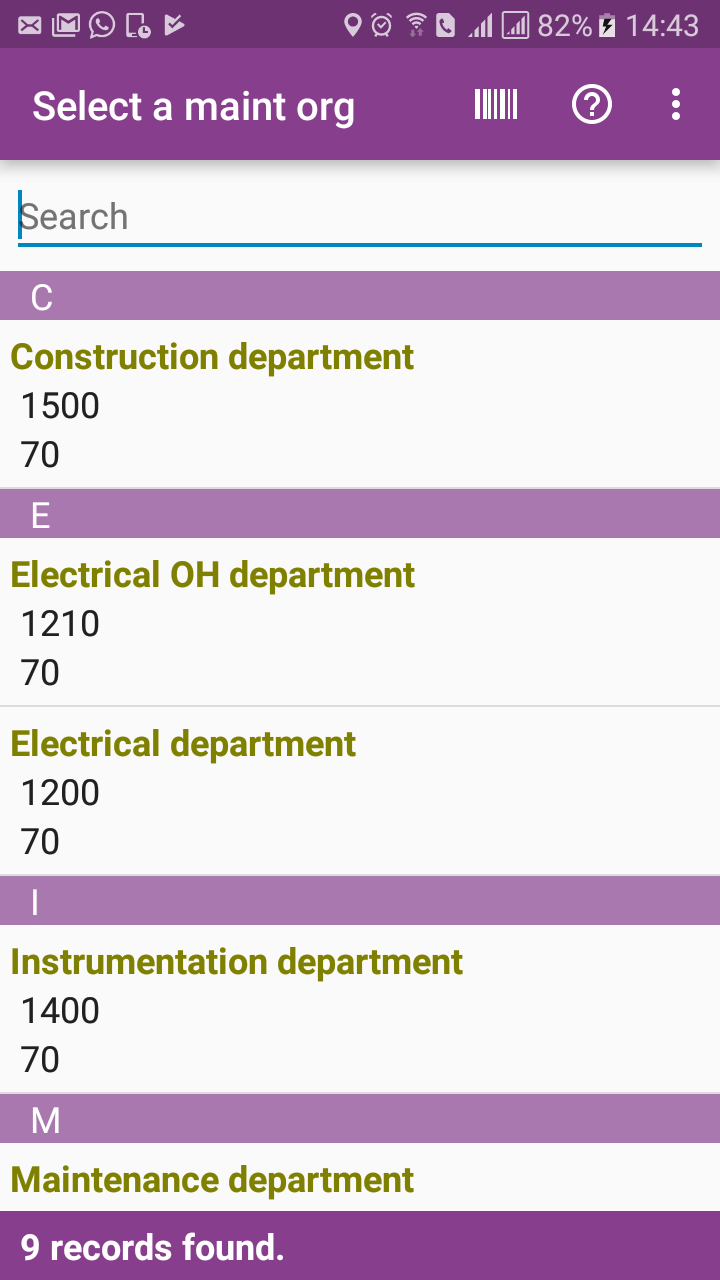 82% 14:43
Select a maint org
Search
C
Construction department
1500
70
E
Electrical OH department
1210
70
Electrical department
1200
70
I
Instrumentation department
1400
70
M
Maintenance department
9 records found.